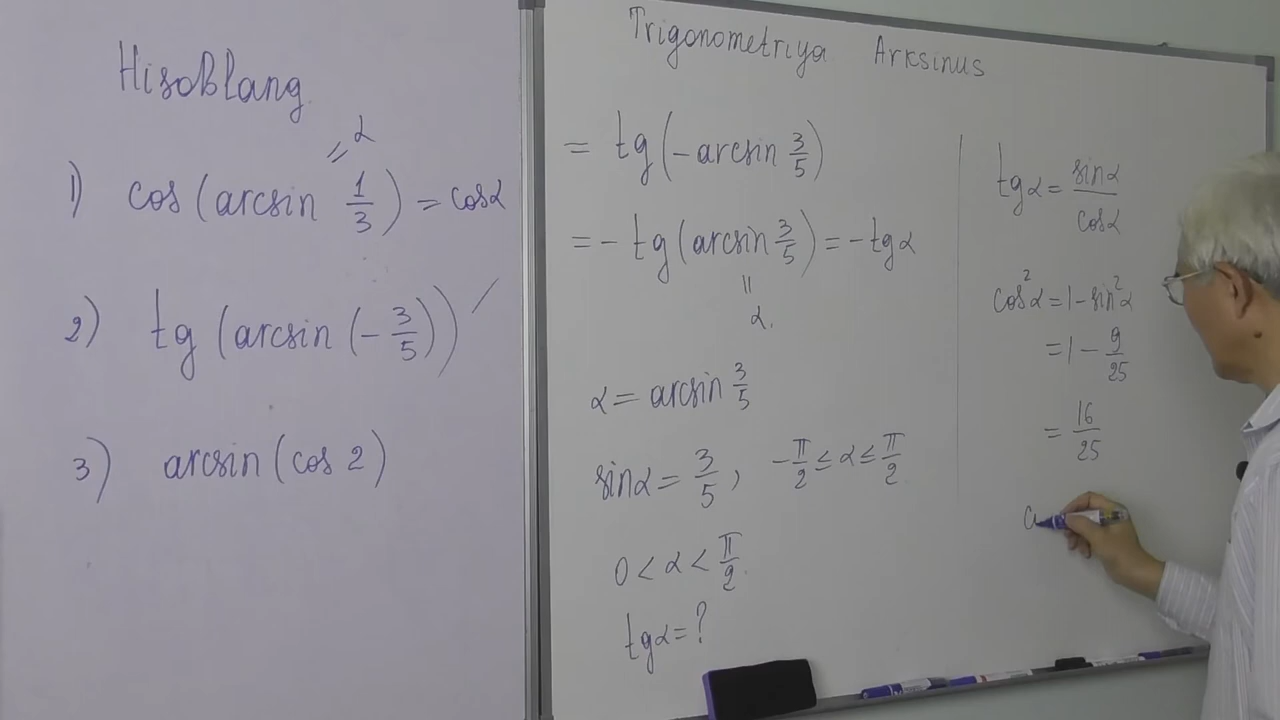 Hisoblang
= α
1) cos(arcsin 1/3) = cosα
2) tg(arcsin(-3/5))
3) arcsin(cos 2)
Trigonometriya Arksinus
= tg(-arcsin 3/5)
= - tg(arcsin 3/5) = -tgα
=
α.
α = arcsin 3/5
sinα = 3/5, -π/2 ≤ α ≤ π/2
0 < α < π/2
tgα = ?
tgα = sinα/cosα
cos²α = 1 - sin²α
= 1 - 9/25
= 16/25
c